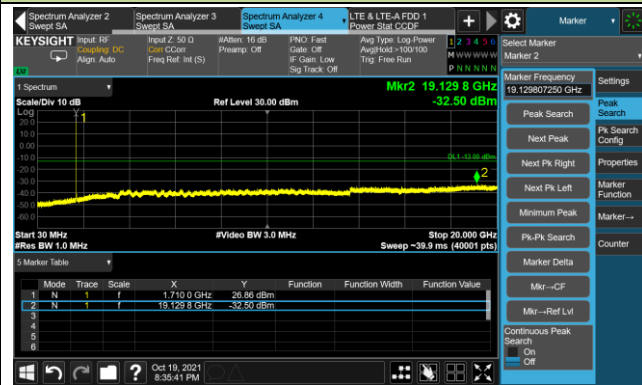 Spectrum Analyzer 2
Swept SA
Spectrum Analyzer 3
Swept SA
Spectrum Analyzer 4
Swept SA
LTE & LTE-A FDD 1
Power Stat CCDF
Marker
KEYSIGHT
Input: RF
Coupling: DC
Align: Auto
Input Z: 50 Ω
Corr CCorr
Freq Ref: Int (S)
#Atten: 16 dB
Preamp: Off
PNO: Fast
Gate: Off
IF Gain: Low
Sig Track: Off
Avg Type: Log-Power
Avg|Hold:>100/100
Trig: Free Run
1 2 3 4 5 6
M W W W W W
P N N N N N
Select Marker
Marker 2
1 Spectrum
Mkr2 19.129 8 GHz
-32.50 dBm
Scale/Div 10 dB
Ref Level 30.00 dBm
Log
20.0
10.0
0.00
-10.0
-20.0
-30.0
-40.0
-50.0
-60.0
1
DL1 -13.00 dBm
2
Start 30 MHz
#Res BW 1.0 MHz
#Video BW 3.0 MHz
Stop 20.000 GHz
Sweep ~39.9 ms (40001 pts)
5 Marker Table
Mode Trace Scale X Y Function Function Width Function Value
1 N 1 f 1.710 0 GHz 26.86 dBm
2 N 1 f 19.129 8 GHz -32.50 dBm
3
4
5
6
Marker Frequency
19.129807250 GHz
Peak Search
Next Peak
Next Pk Right
Next Pk Left
Minimum Peak
Pk-Pk Search
Marker Delta
Mkr→CF
Mkr→Ref Lvl
Continuous Peak
Search
On
Off
Settings
Peak
Search
Pk Search
Config
Properties
Marker
Function
Marker→
Counter
?
Oct 19, 2021
8:35:41 PM